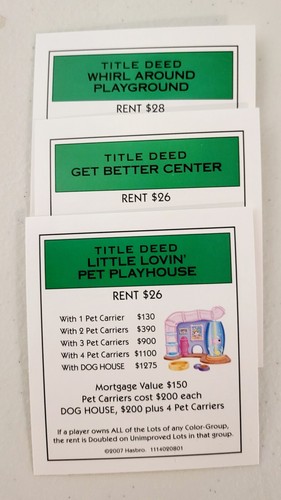 TITLE DEED
WHIRL AROUND
PLAYGROUND
RENT $28
TITLE DEED
GET BETTER CENTER
RENT $26
TITLE DEED
LITTLE LOVIN'
PET PLAYHOUSE
RENT $26
With 1 Pet Carrier $130
With 2 Pet Carriers $390
With 3 Pet Carriers $900
With 4 Pet Carriers $1100
With DOG HOUSE $1275
Mortgage Value $150
Pet Carriers cost $200 each
DOG HOUSE, $200 plus 4 Pet Carriers
If a player owns ALL of the Lots of any Color-Group,
the rent is Doubled on Unimproved Lots in that group.
©2007 Hasbro. 1114020801